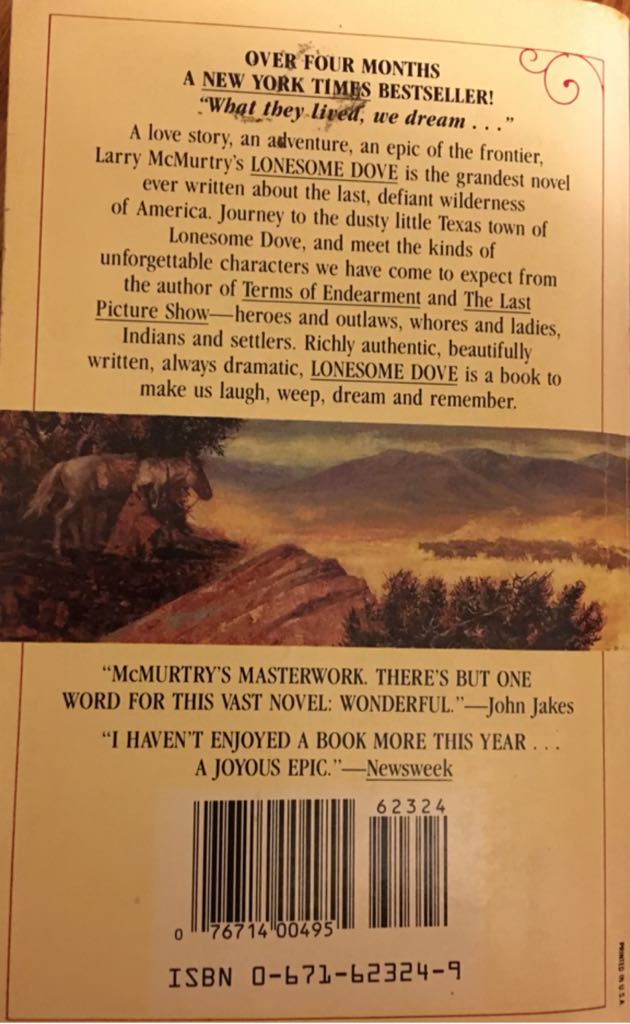 OVER FOUR MONTHS
A NEW YORK TIMES BESTSELLER!
"What they lived, we dream . . ."
A love story, an adventure, an epic of the frontier,
Larry McMurtry's LONESOME DOVE is the grandest novel
ever written about the last, defiant wilderness
of America. Journey to the dusty little Texas town of
Lonesome Dove, and meet the kinds of
unforgettable characters we have come to expect from
the author of Terms of Endearment and The Last
Picture Show—heroes and outlaws, whores and ladies,
Indians and settlers. Richly authentic, beautifully
written, always dramatic, LONESOME DOVE is a book to
make us laugh, weep, dream and remember.
"McMURTRY'S MASTERWORK. THERE'S BUT ONE
WORD FOR THIS VAST NOVEL: WONDERFUL."—John Jakes
"I HAVEN'T ENJOYED A BOOK MORE THIS YEAR . . .
A JOYOUS EPIC."—Newsweek
62324
0 76714 00495
ISBN 0-671-62324-9
PRINTED IN U.S.A.